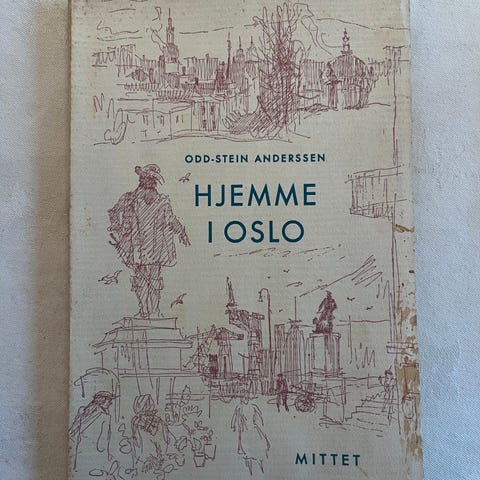 ODD-STEIN ANDERSSEN
HJEMME
I OSLO
MITTET